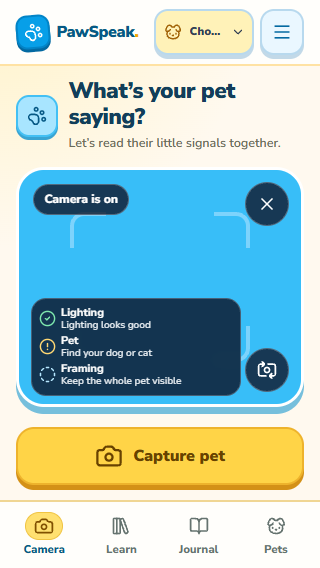 PawSpeak.
Cho...
What's your pet
saying?
Let's read their little signals together.
Camera is on
Lighting
Lighting looks good
Pet
Find your dog or cat
Framing
Keep the whole pet visible
Capture pet
Camera
Learn
Journal
Pets